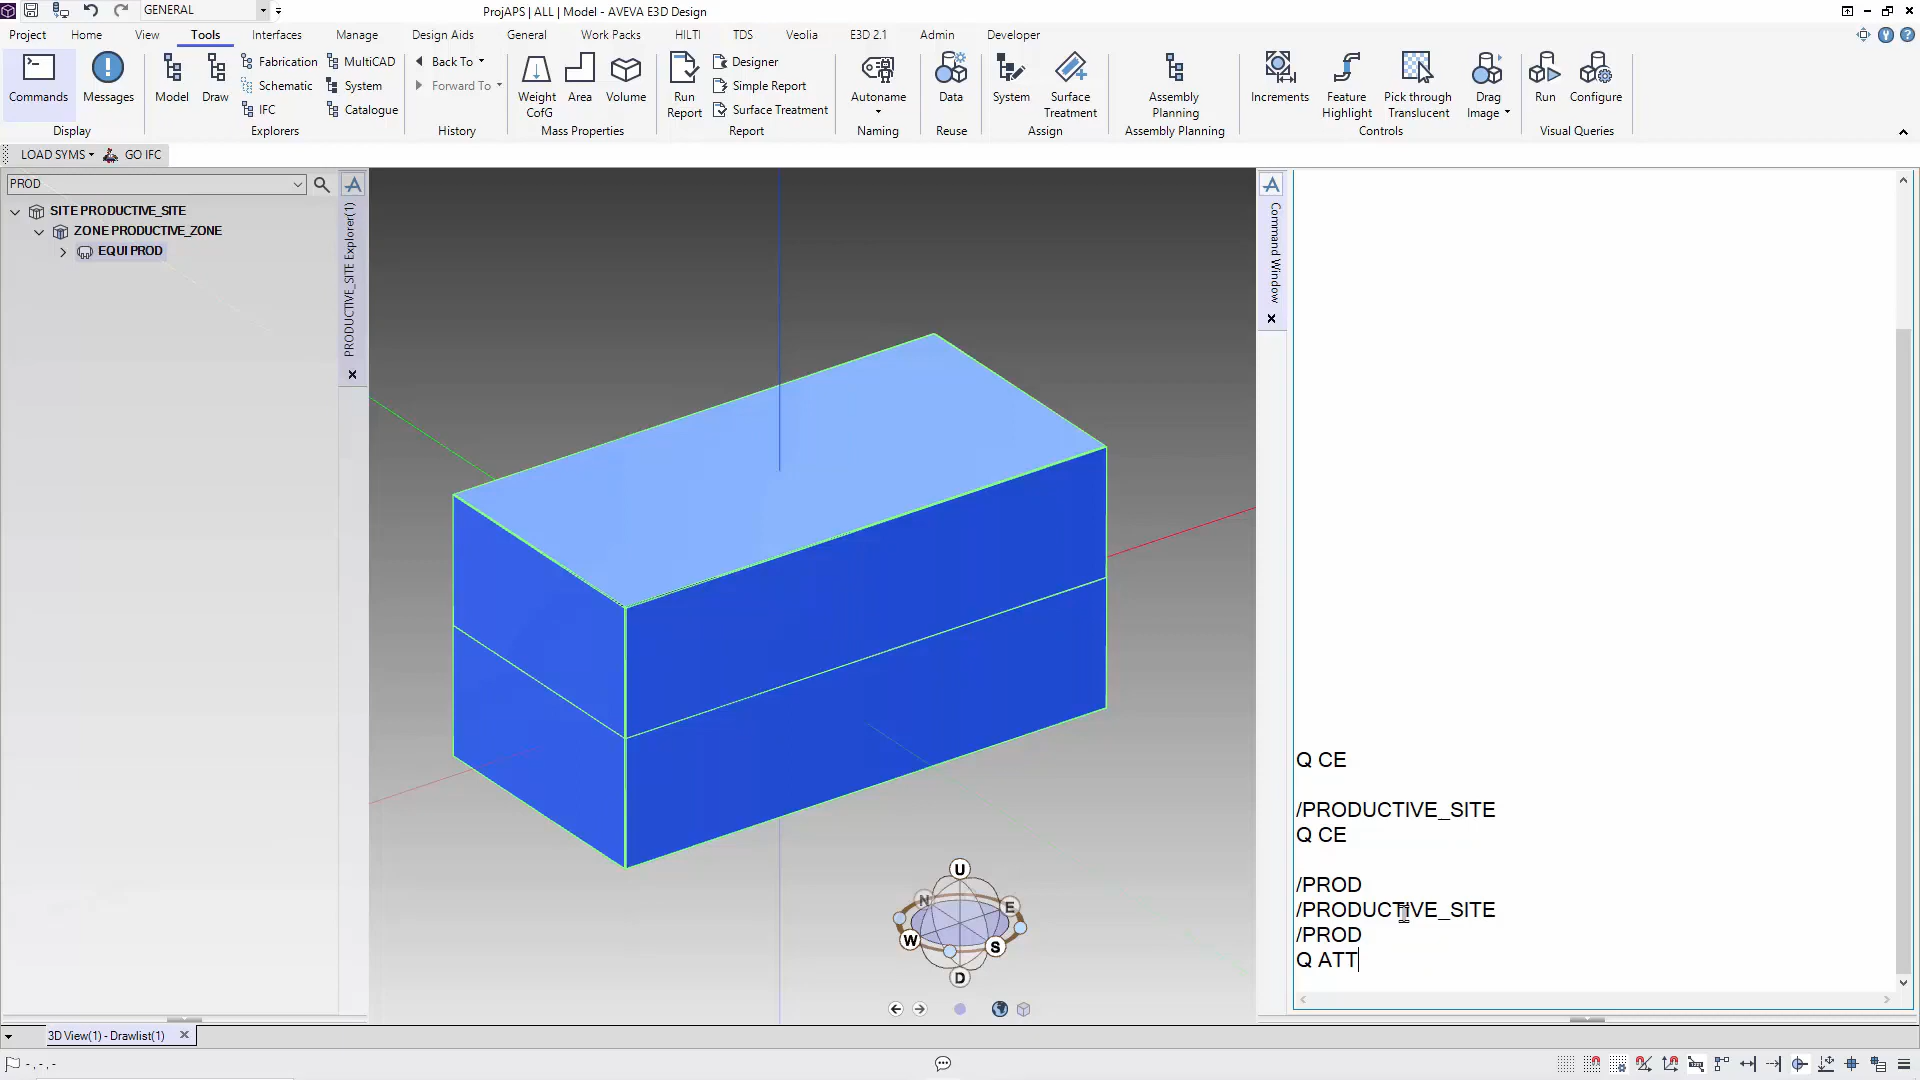 GENERAL
ProjAPS | ALL | Model - AVEVA E3D Design
Project Home View Tools Interfaces Manage Design Aids General Work Packs HILTI TDS Veolia E3D 2.1 Admin Developer
Commands
Messages
Display
Model
Draw
Fabrication
Schematic
IFC
MultiCAD
System
Catalogue
Explorers
Back To
Forward To
History
Weight CofG
Area
Volume
Mass Properties
Run Report
Designer
Simple Report
Surface Treatment
Report
Autoname
Naming
Data
Reuse
System
Surface Treatment
Assign
Assembly Planning
Assembly Planning
Increments
Feature Highlight
Pick through Translucent
Drag Image
Controls
Run
Configure
Visual Queries
LOAD SYMS
GO IFC
PROD
SITE PRODUCTIVE_SITE
ZONE PRODUCTIVE_ZONE
EQUI PROD
PRODUCTIVE_SITE Explorer(1)
Command Window
Q CE
/PRODUCTIVE_SITE
Q CE
/PROD
/PRODUCTIVE_SITE
/PROD
Q ATT
U
N
E
W
S
D
3D View(1) - Drawlist(1)
- , - , -